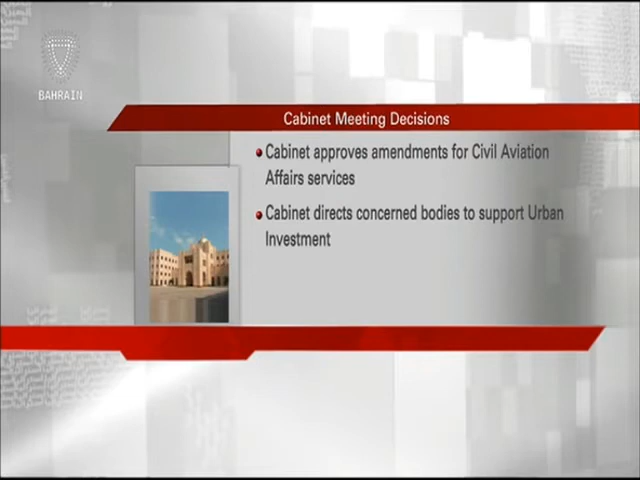 BAHRAIN
Cabinet Meeting Decisions
Cabinet approves amendments for Civil Aviation
Affairs services
Cabinet directs concerned bodies to support Urban
Investment